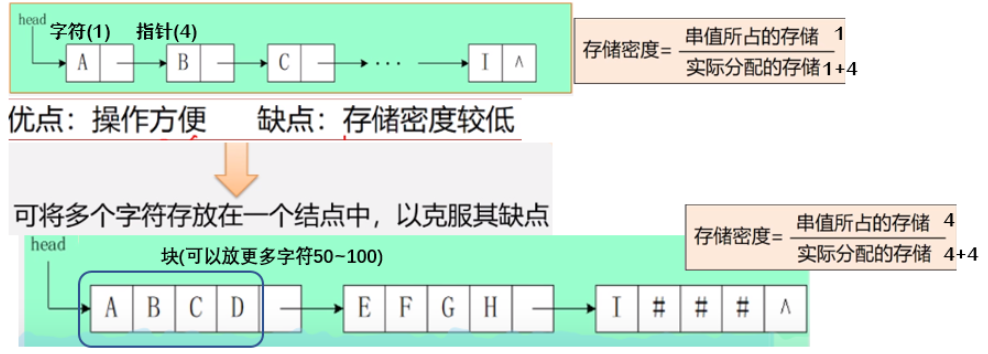 head
字符(1) 指针(4)
A B C ··· I ∧
存储密度= 串值所占的存储 1
实际分配的存储 1+4
优点：操作方便 缺点：存储密度较低
可将多个字符存放在一个结点中，以克服其缺点
存储密度= 串值所占的存储 4
实际分配的存储 4+4
head
块(可以放更多字符50~100)
A B C D E F G H I # # # ∧